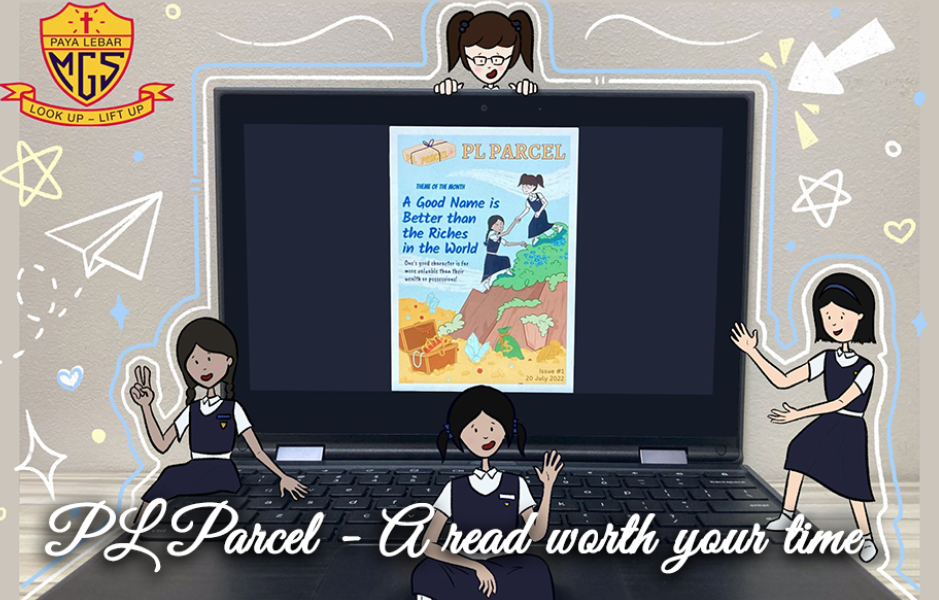 PAYA LEBAR
MGS
LOOK UP - LIFT UP
PL PARCEL
THEME OF THE MONTH
A Good Name is
Better than
the Riches
in the World
One's good character is far
more valuable than their
wealth or possessions!
Issue #1
20 July 2022
PL Parcel - A read worth your time